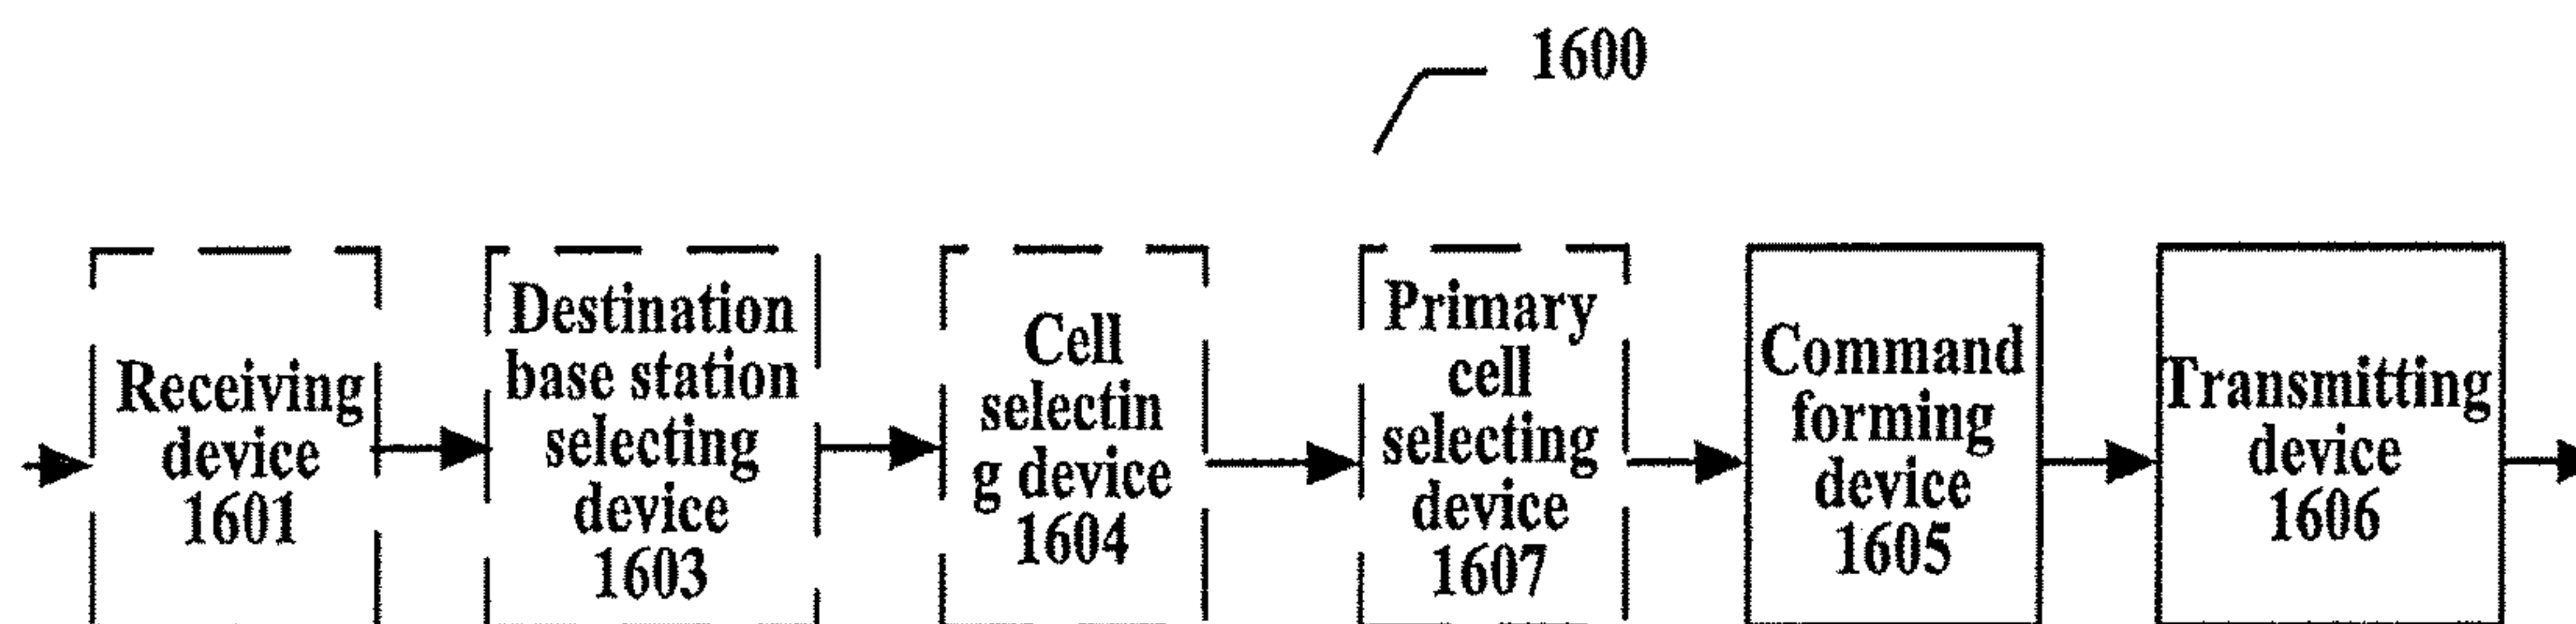 1600
Receiving
device
1601
Destination
base station
selecting
device
1603
Cell
selectin
g device
1604
Primary
cell
selecting
device
1607
Command
forming
device
1605
Transmitting
device
1606